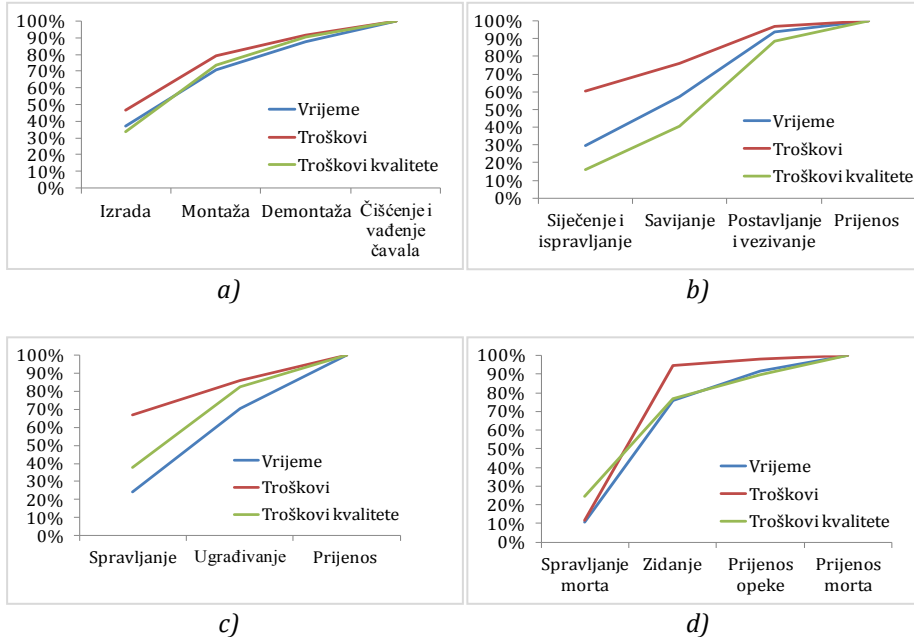 100%
90%
80%
70%
60%
50%
40%
30%
20%
10%
0%
Vrijeme
Troškovi
Troškovi kvalitete
Izrada
Montaža
Demontaža
Čišćenje i
vađenje
čavala
a)
100%
90%
80%
70%
60%
50%
40%
30%
20%
10%
0%
Vrijeme
Troškovi
Troškovi kvalitete
Siječenje i
ispravljanje
Savijanje
Postavljanje
i vezivanje
Prijenos
b)
100%
90%
80%
70%
60%
50%
40%
30%
20%
10%
0%
Vrijeme
Troškovi
Troškovi kvalitete
Spravljanje
Ugrađivanje
Prijenos
c)
100%
90%
80%
70%
60%
50%
40%
30%
20%
10%
0%
Vrijeme
Troškovi
Troškovi kvalitete
Spravljanje
morta
Zidanje
Prijenos
opeke
Prijenos
morta
d)